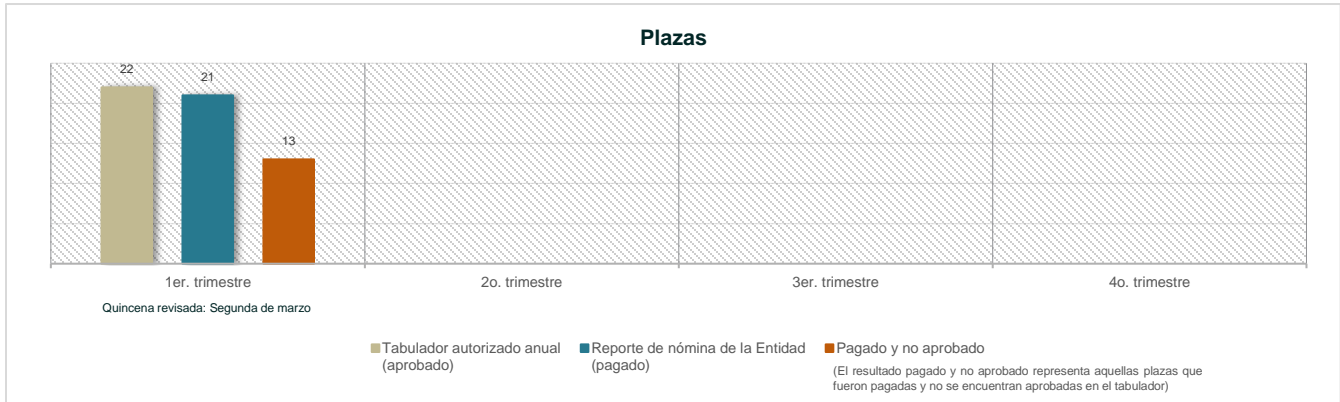 Plazas
22
21
13
1er. trimestre
2o. trimestre
3er. trimestre
4o. trimestre
Quincena revisada: Segunda de marzo
Tabulador autorizado anual
(aprobado)
Reporte de nómina de la Entidad
(pagado)
Pagado y no aprobado
(El resultado pagado y no aprobado representa aquellas plazas que
fueron pagadas y no se encuentran aprobadas en el tabulador)